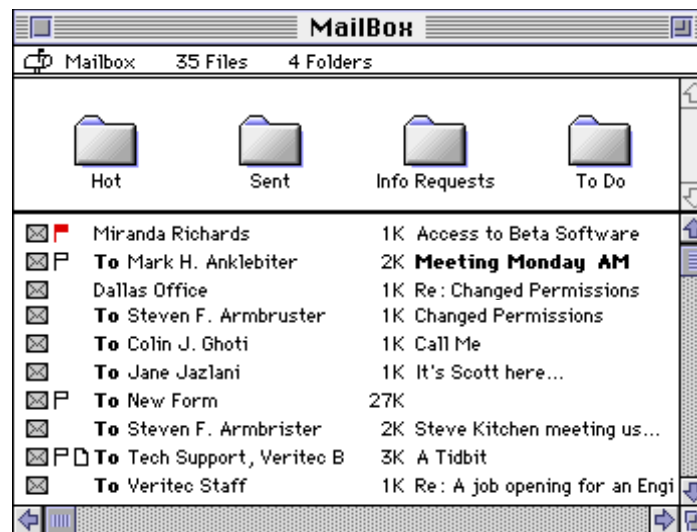 MailBox
Mailbox 35 Files 4 Folders
Hot Sent Info Requests To Do
Miranda Richards 1K Access to Beta Software
To Mark H. Anklebiter 2K Meeting Monday AM
Dallas Office 1K Re: Changed Permissions
To Steven F. Armbruster 1K Changed Permissions
To Colin J. Ghoti 1K Call Me
To Jane Jazlani 1K It's Scott here...
To New Form 27K
To Steven F. Armbrister 2K Steve Kitchen meeting us...
To Tech Support, Veritec B 3K A Tidbit
To Veritec Staff 1K Re: A job opening for an Engi